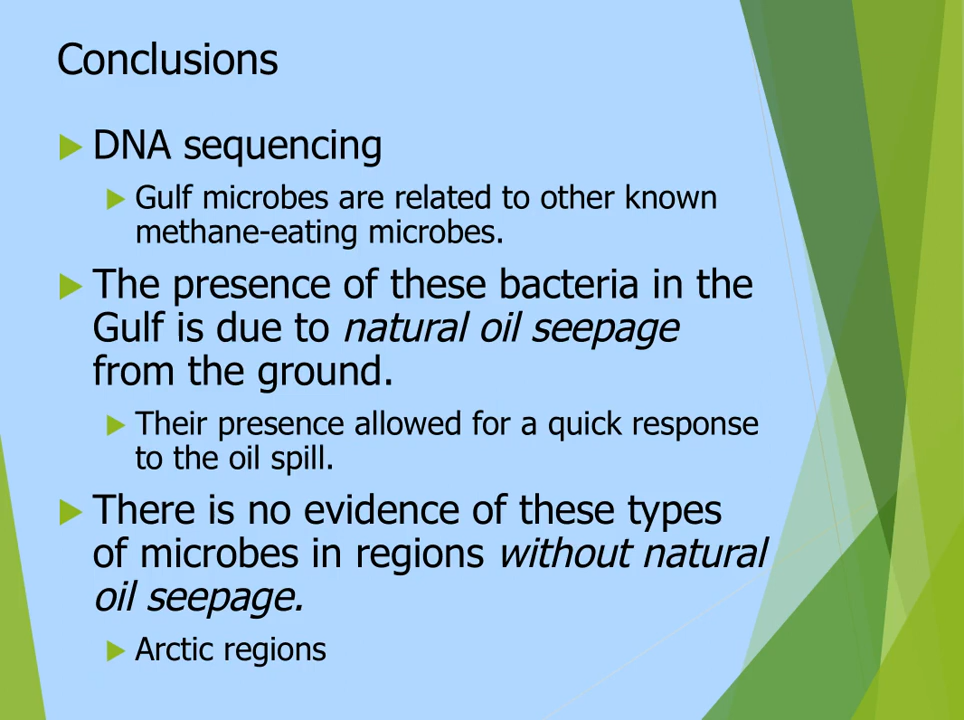 Conclusions
DNA sequencing
Gulf microbes are related to other known
methane-eating microbes.
The presence of these bacteria in the
Gulf is due to natural oil seepage
from the ground.
Their presence allowed for a quick response
to the oil spill.
There is no evidence of these types
of microbes in regions without natural
oil seepage.
Arctic regions